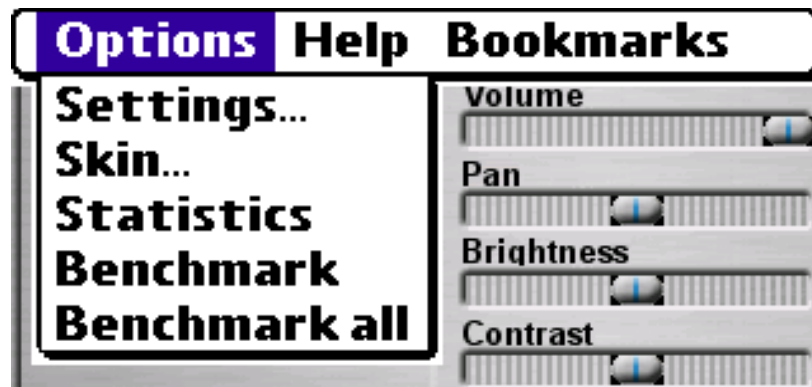 Options Help Bookmarks
Settings...
Skin...
Statistics
Benchmark
Benchmark all
Volume
Pan
Brightness
Contrast